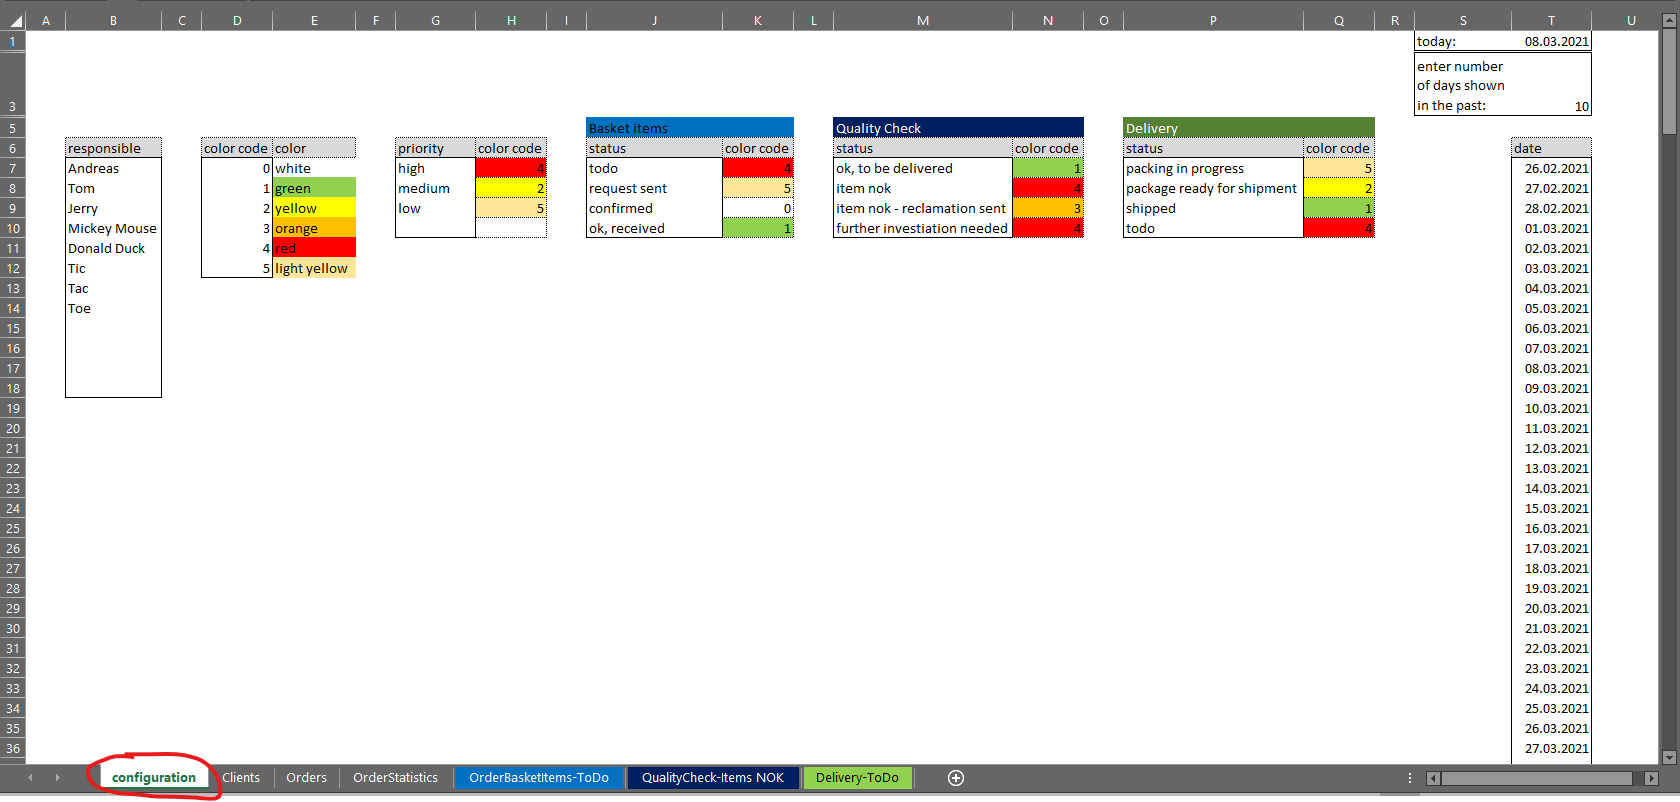 A B C D E F G H I J K L M N O P Q R S T U
1 today: 08.03.2021
enter number
of days shown
3 in the past: 10
5 Basket items Quality Check Delivery
6 responsible color code color priority color code status color code status color code status color code date
7 Andreas 0 white high 4 todo 4 ok, to be delivered 1 packing in progress 5 26.02.2021
8 Tom 1 green medium 2 request sent 5 item nok 4 package ready for shipment 2 27.02.2021
9 Jerry 2 yellow low 5 confirmed 0 item nok - reclamation sent 3 shipped 1 28.02.2021
10 Mickey Mouse 3 orange ok, received 1 further investiation needed 4 todo 4 01.03.2021
11 Donald Duck 4 red 02.03.2021
12 Tic 5 light yellow 03.03.2021
13 Tac 04.03.2021
14 Toe 05.03.2021
15 06.03.2021
16 07.03.2021
17 08.03.2021
18 09.03.2021
19 10.03.2021
20 11.03.2021
21 12.03.2021
22 13.03.2021
23 14.03.2021
24 15.03.2021
25 16.03.2021
26 17.03.2021
27 18.03.2021
28 19.03.2021
29 20.03.2021
30 21.03.2021
31 22.03.2021
32 23.03.2021
33 24.03.2021
34 25.03.2021
35 26.03.2021
36 27.03.2021
configuration Clients Orders OrderStatistics OrderBasketItems-ToDo QualityCheck-Items NOK Delivery-ToDo